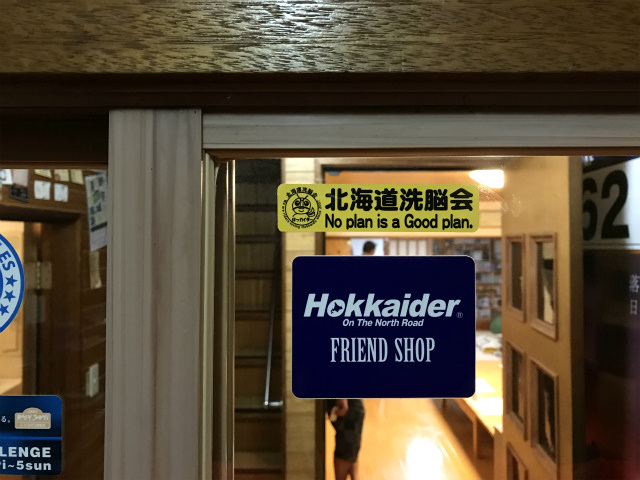 北海道洗脳会
No plan is a Good plan.
Hokkaider®
On The North Road
FRIEND SHOP
62
ES
LENGE
i~5sun